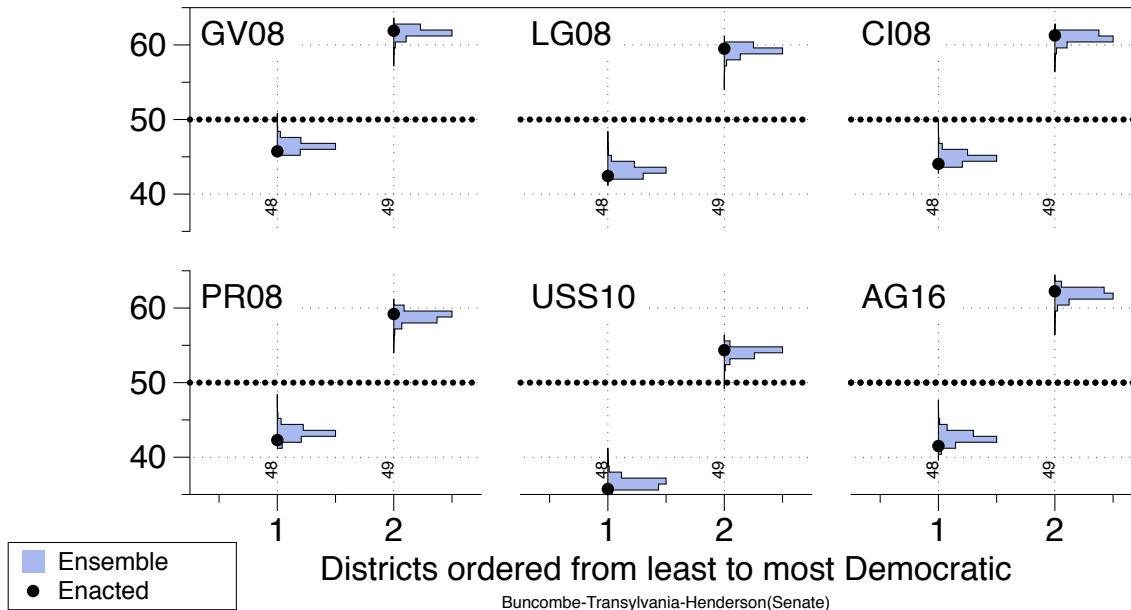 GV08 LG08 CI08
60
50
40
48 49 48 49 48 49
PR08 USS10 AG16
60
50
40
48 49 48 49 48 49
1 2 1 2 1 2
Ensemble
Enacted
Districts ordered from least to most Democratic
Buncombe-Transylvania-Henderson(Senate)